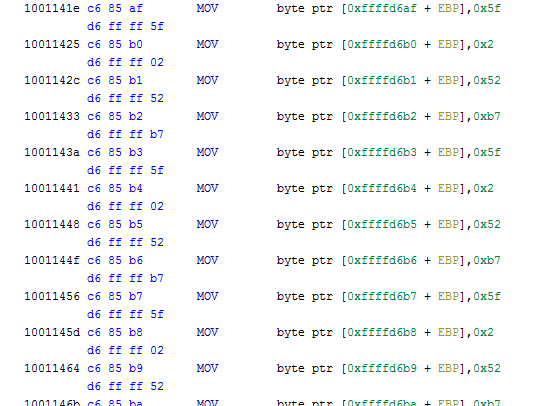 1001141e c6 85 af MOV byte ptr [0xffffd6af + EBP],0x5f
d6 ff ff 5f
10011425 c6 85 b0 MOV byte ptr [0xffffd6b0 + EBP],0x2
d6 ff ff 02
1001142c c6 85 b1 MOV byte ptr [0xffffd6b1 + EBP],0x52
d6 ff ff 52
10011433 c6 85 b2 MOV byte ptr [0xffffd6b2 + EBP],0xb7
d6 ff ff b7
1001143a c6 85 b3 MOV byte ptr [0xffffd6b3 + EBP],0x5f
d6 ff ff 5f
10011441 c6 85 b4 MOV byte ptr [0xffffd6b4 + EBP],0x2
d6 ff ff 02
10011448 c6 85 b5 MOV byte ptr [0xffffd6b5 + EBP],0x52
d6 ff ff 52
1001144f c6 85 b6 MOV byte ptr [0xffffd6b6 + EBP],0xb7
d6 ff ff b7
10011456 c6 85 b7 MOV byte ptr [0xffffd6b7 + EBP],0x5f
d6 ff ff 5f
1001145d c6 85 b8 MOV byte ptr [0xffffd6b8 + EBP],0x2
d6 ff ff 02
10011464 c6 85 b9 MOV byte ptr [0xffffd6b9 + EBP],0x52
d6 ff ff 52
1001146b c6 85 ba MOV byte ptr [0xffffd6ba + EBP],0xb7